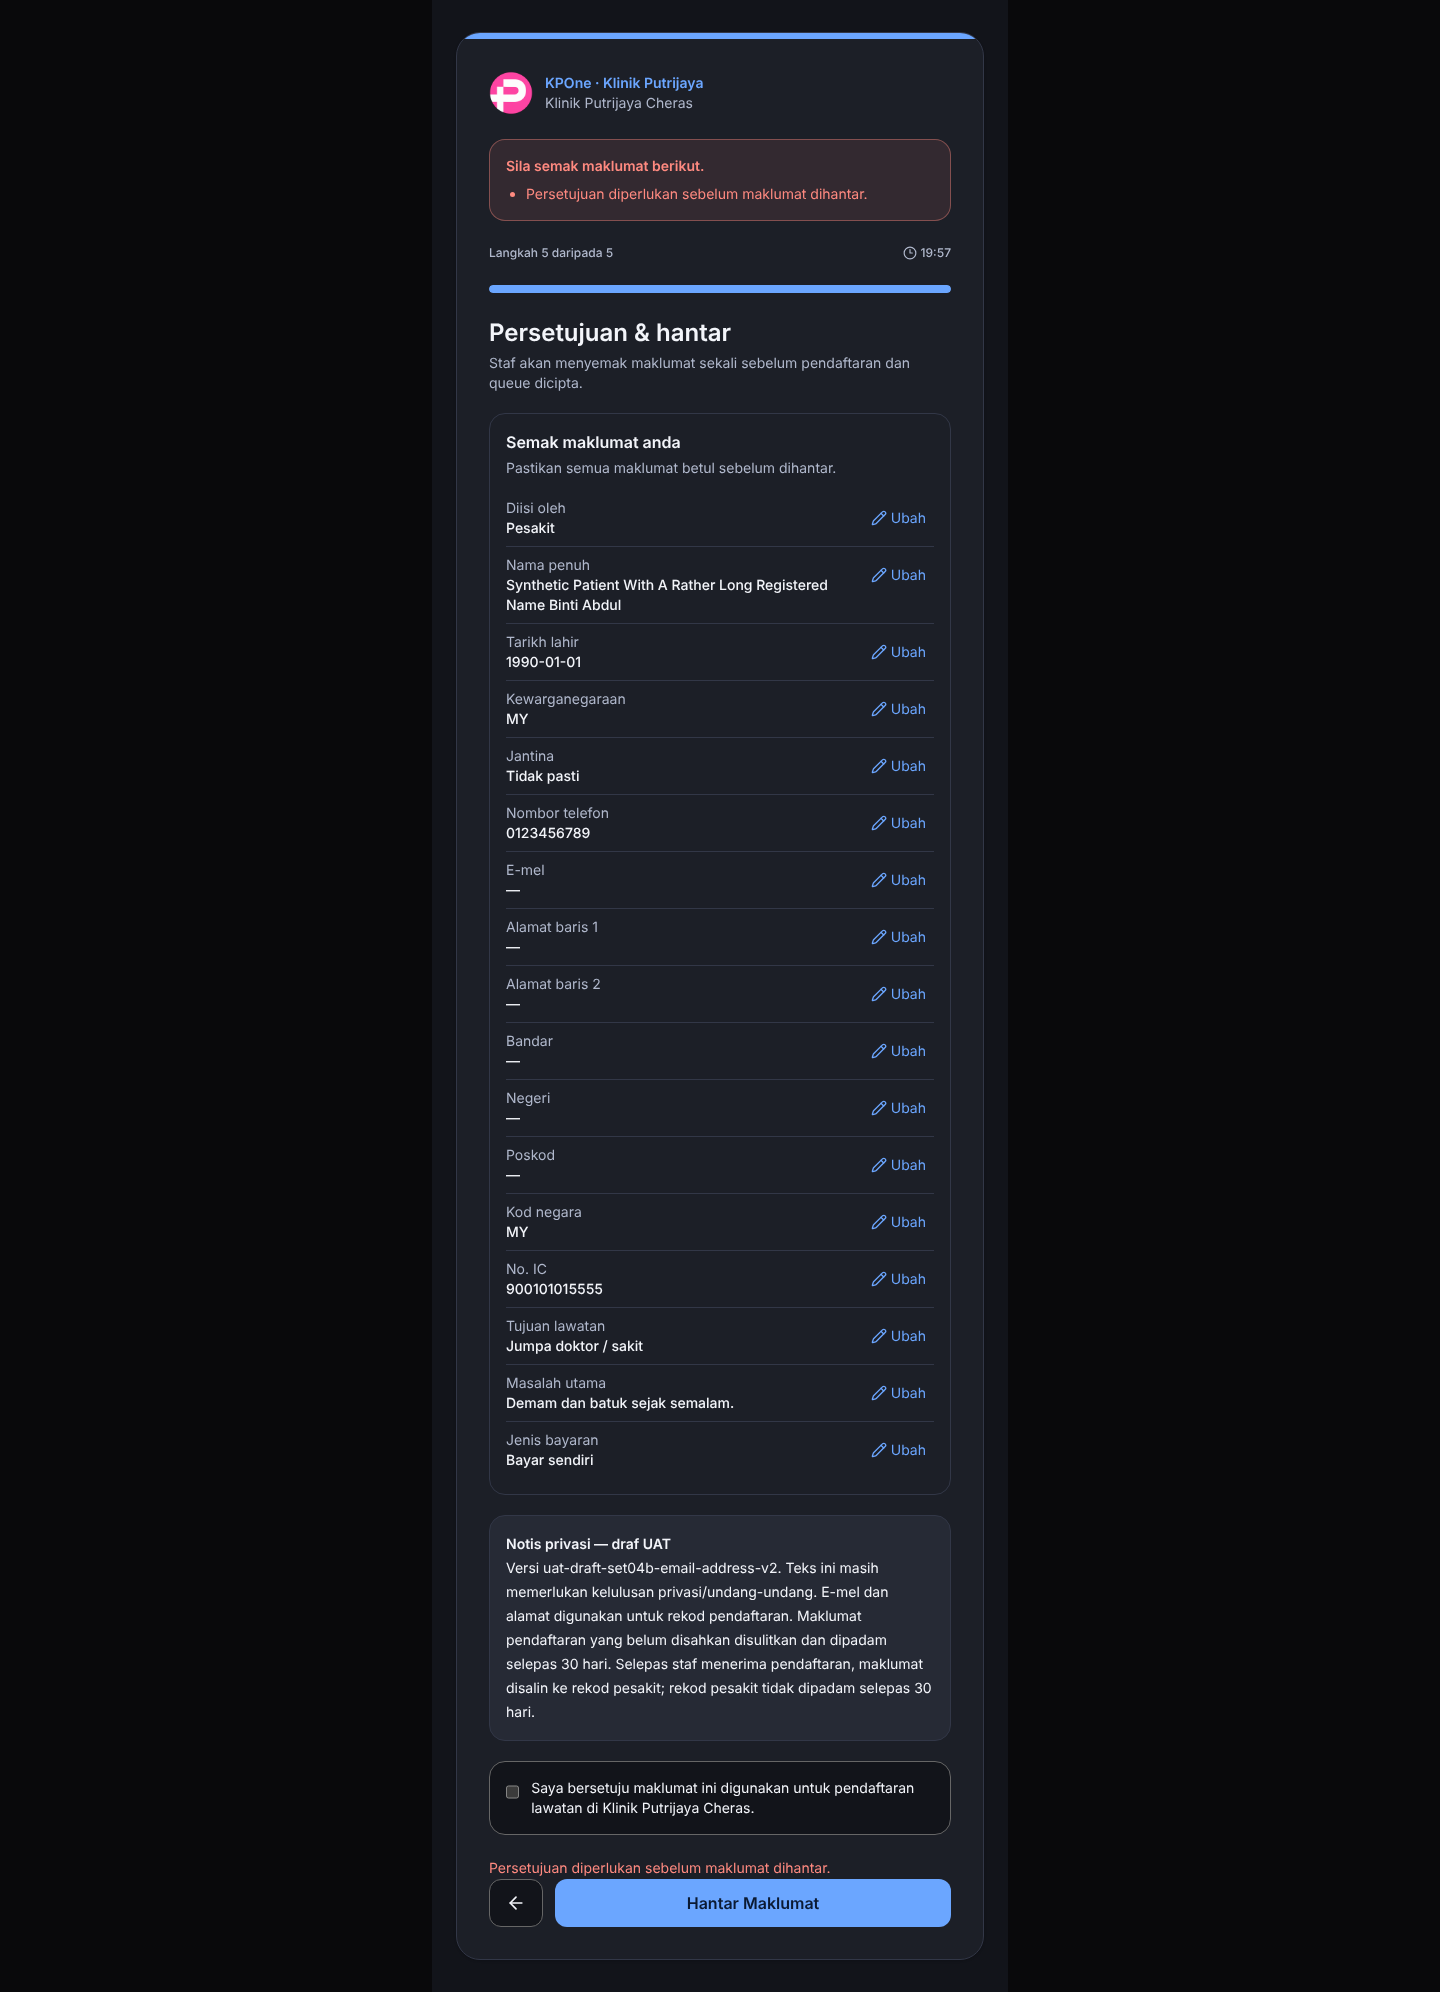 KPOne · Klinik Putrijaya
Klinik Putrijaya Cheras
Sila semak maklumat berikut.
• Persetujuan diperlukan sebelum maklumat dihantar.
Langkah 5 daripada 5
19:57
Persetujuan & hantar
Staf akan menyemak maklumat sekali sebelum pendaftaran dan
queue dicipta.
Semak maklumat anda
Pastikan semua maklumat betul sebelum dihantar.
Diisi oleh
Pesakit
Ubah
Nama penuh
Synthetic Patient With A Rather Long Registered
Name Binti Abdul
Ubah
Tarikh lahir
1990-01-01
Ubah
Kewarganegaraan
MY
Ubah
Jantina
Tidak pasti
Ubah
Nombor telefon
0123456789
Ubah
E-mel
—
Ubah
Alamat baris 1
—
Ubah
Alamat baris 2
—
Ubah
Bandar
—
Ubah
Negeri
—
Ubah
Poskod
—
Ubah
Kod negara
MY
Ubah
No. IC
900101015555
Ubah
Tujuan lawatan
Jumpa doktor / sakit
Ubah
Masalah utama
Demam dan batuk sejak semalam.
Ubah
Jenis bayaran
Bayar sendiri
Ubah
Notis privasi — draf UAT
Versi uat-draft-set04b-email-address-v2. Teks ini masih
memerlukan kelulusan privasi/undang-undang. E-mel dan
alamat digunakan untuk rekod pendaftaran. Maklumat
pendaftaran yang belum disahkan disulitkan dan dipadam
selepas 30 hari. Selepas staf menerima pendaftaran, maklumat
disalin ke rekod pesakit; rekod pesakit tidak dipadam selepas 30
hari.
Saya bersetuju maklumat ini digunakan untuk pendaftaran
lawatan di Klinik Putrijaya Cheras.
Persetujuan diperlukan sebelum maklumat dihantar.
Hantar Maklumat